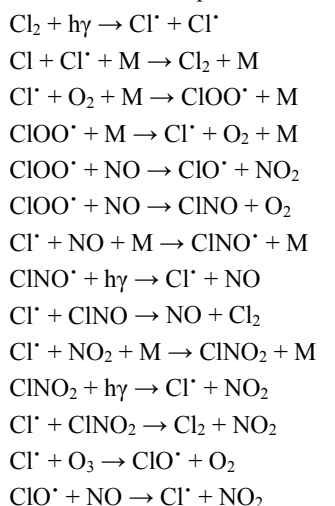 Cl₂ + hγ → Cl˙ + Cl˙
Cl + Cl˙ + M → Cl₂ + M
Cl˙ + O₂ + M → ClOO˙ + M
ClOO˙ + M → Cl˙ + O₂ + M
ClOO˙ + NO → ClO˙ + NO₂
ClOO˙ + NO → ClNO + O₂
Cl˙ + NO + M → ClNO˙ + M
ClNO˙ + hγ → Cl˙ + NO
Cl˙ + ClNO → NO + Cl₂
Cl˙ + NO₂ + M → ClNO₂ + M
ClNO₂ + hγ → Cl˙ + NO₂
Cl˙ + ClNO₂ → Cl₂ + NO₂
Cl˙ + O₃ → ClO˙ + O₂
ClO˙ + NO → Cl˙ + NO₂